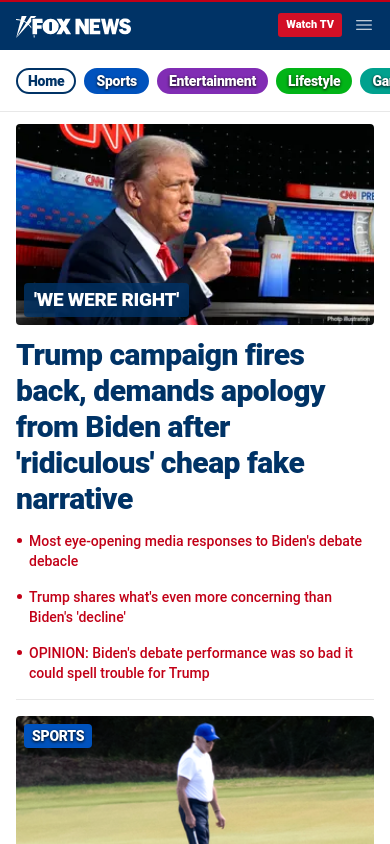 FOX NEWS
Watch TV
Home
Sports
Entertainment
Lifestyle
Ga
CNN
CNN
CNN
'WE WERE RIGHT'
Photo Illustration
Trump campaign fires
back, demands apology
from Biden after
'ridiculous' cheap fake
narrative
• Most eye-opening media responses to Biden's debate
debacle
• Trump shares what's even more concerning than
Biden's 'decline'
• OPINION: Biden's debate performance was so bad it
could spell trouble for Trump
SPORTS